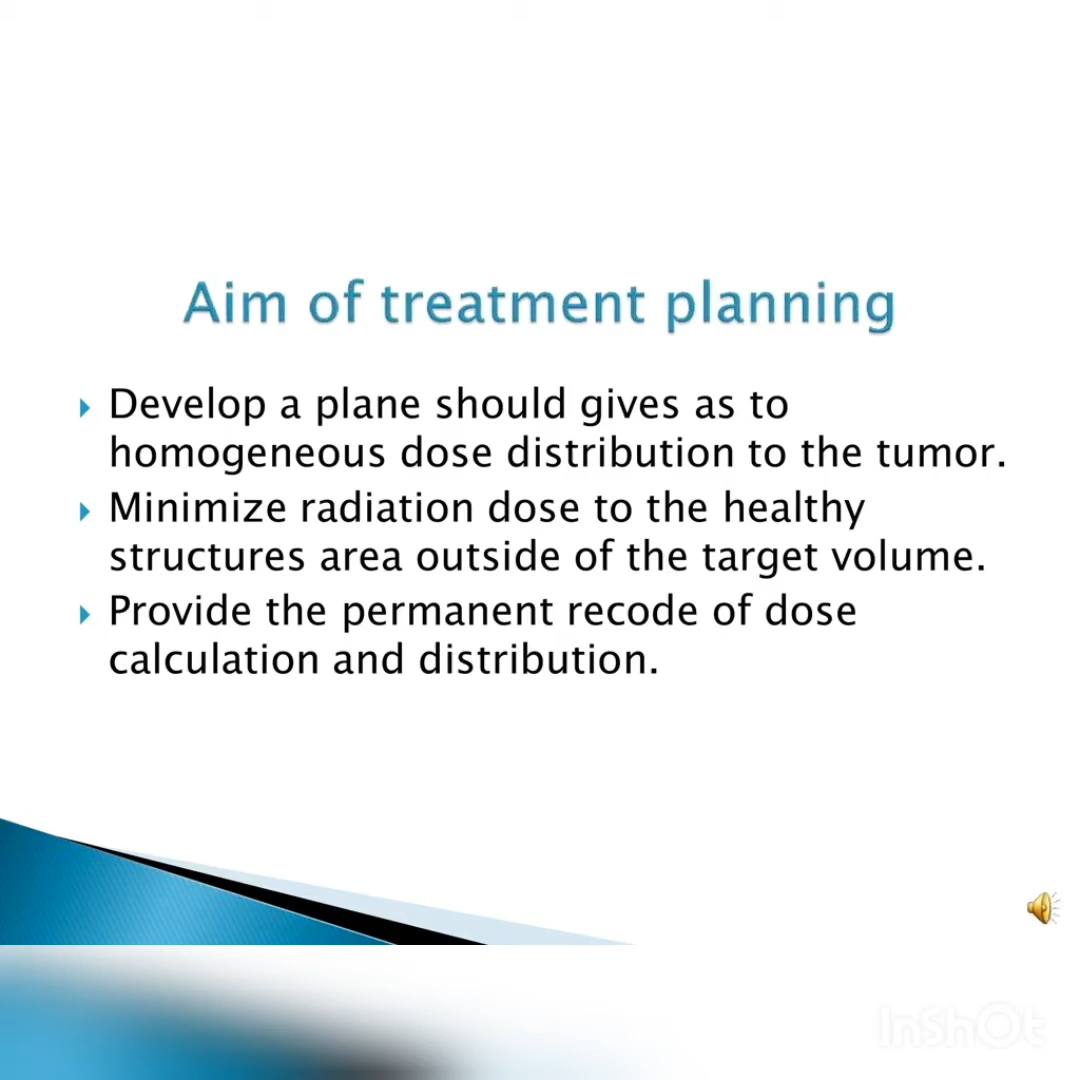 Aim of treatment planning
Develop a plane should gives as to
homogeneous dose distribution to the tumor.
Minimize radiation dose to the healthy
structures area outside of the target volume.
Provide the permanent recode of dose
calculation and distribution.
InShOt